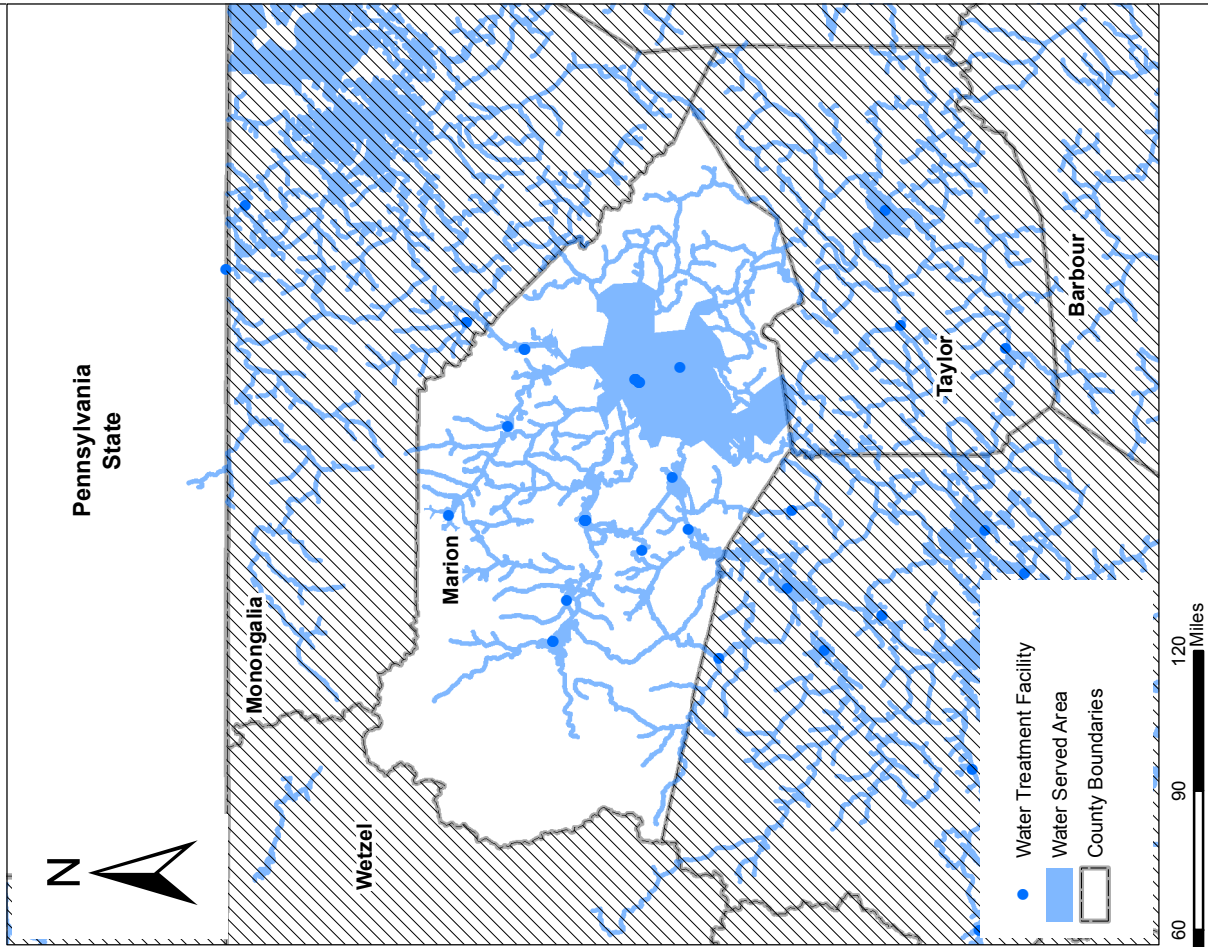 Pennsylvania
State
N
Monongalia
Marion
Wetzel
Taylor
Barbour
Water Treatment Facility
Water Served Area
County Boundaries
60
90
120
Miles